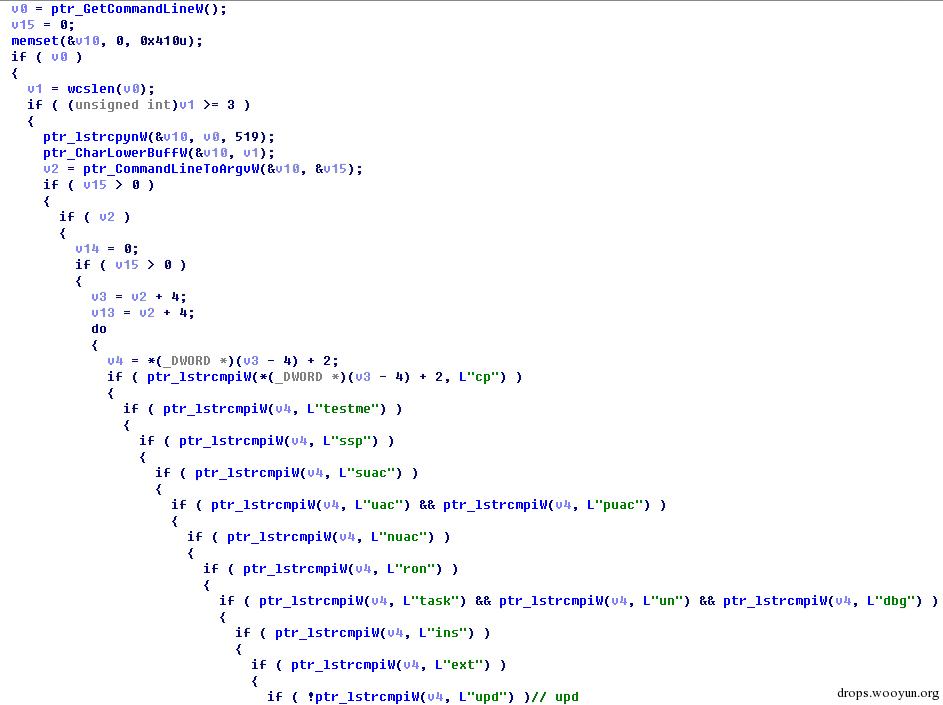 v0 = ptr_GetCommandLineW();
v15 = 0;
memset(&v10, 0, 0x410u);
if ( v0 )
{
v1 = wcslen(v0);
if ( (unsigned int)v1 >= 3 )
{
ptr_lstrcpynW(&v10, v0, 519);
ptr_CharLowerBuffW(&v10, v1);
v2 = ptr_CommandLineToArgvW(&v10, &v15);
if ( v15 > 0 )
{
if ( v2 )
{
v14 = 0;
if ( v15 > 0 )
{
v3 = v2 + 4;
v13 = v2 + 4;
do
{
v4 = *(_DWORD *)(v3 - 4) + 2;
if ( ptr_lstrcmpiW(*(_DWORD *)(v3 - 4) + 2, L"cp") )
{
if ( ptr_lstrcmpiW(v4, L"testme") )
{
if ( ptr_lstrcmpiW(v4, L"ssp") )
{
if ( ptr_lstrcmpiW(v4, L"suac") )
{
if ( ptr_lstrcmpiW(v4, L"uac") && ptr_lstrcmpiW(v4, L"puac") )
{
if ( ptr_lstrcmpiW(v4, L"nuac") )
{
if ( ptr_lstrcmpiW(v4, L"ron") )
{
if ( ptr_lstrcmpiW(v4, L"task") && ptr_lstrcmpiW(v4, L"un") && ptr_lstrcmpiW(v4, L"dbg") )
{
if ( ptr_lstrcmpiW(v4, L"ins") )
{
if ( ptr_lstrcmpiW(v4, L"ext") )
{
if ( !ptr_lstrcmpiW(v4, L"upd") )// upd
drops.wooyun.org